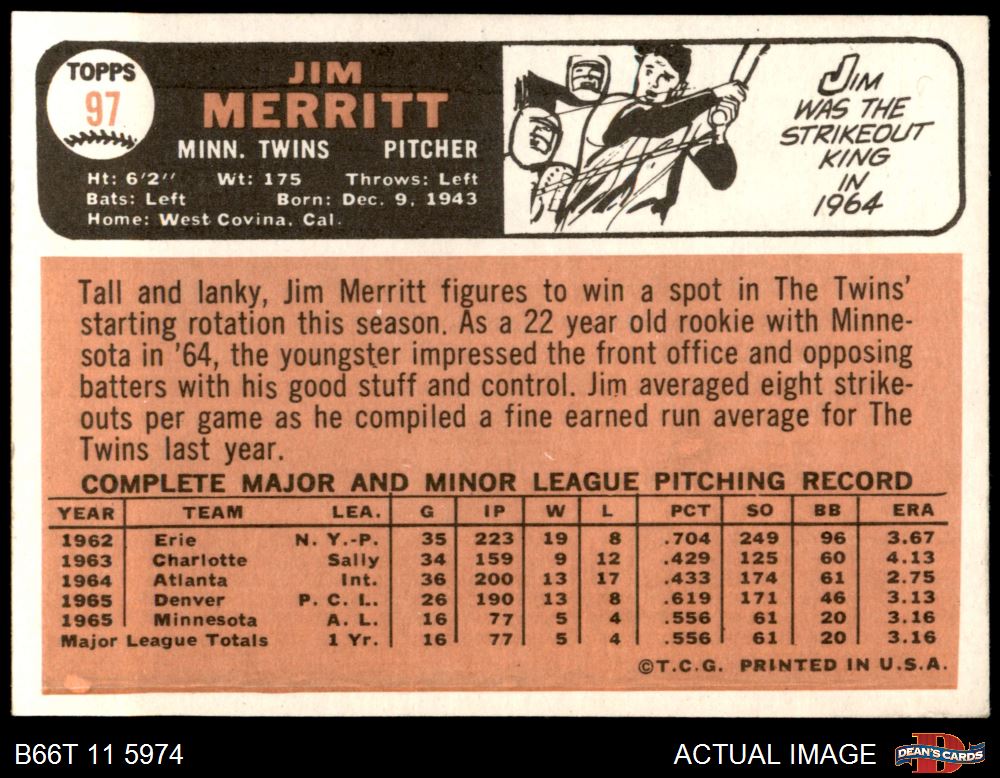 TOPPS
97
JIM
MERRITT
MINN. TWINS PITCHER
Ht: 6'2" Wt: 175 Throws: Left
Bats: Left Born: Dec. 9, 1943
Home: West Covina, Cal.
JIM
WAS THE
STRIKEOUT
KING
IN
1964
Tall and lanky, Jim Merritt figures to win a spot in The Twins'
starting rotation this season. As a 22 year old rookie with Minne-
sota in '64, the youngster impressed the front office and opposing
batters with his good stuff and control. Jim averaged eight strike-
outs per game as he compiled a fine earned run average for The
Twins last year.
COMPLETE MAJOR AND MINOR LEAGUE PITCHING RECORD
YEAR TEAM LEA. G IP W L PCT SO BB ERA
1962 Erie N. Y.-P. 35 223 19 8 .704 249 96 3.67
1963 Charlotte Sally 34 159 9 12 .429 125 60 4.13
1964 Atlanta Int. 36 200 13 17 .433 174 61 2.75
1965 Denver P. C. L. 26 190 13 8 .619 171 46 3.13
1965 Minnesota A. L. 16 77 5 4 .556 61 20 3.16
Major League Totals 1 Yr. 16 77 5 4 .556 61 20 3.16
©T.C.G. PRINTED IN U.S.A.
B66T 11 5974 ACTUAL IMAGE
DEAN'S CARDS